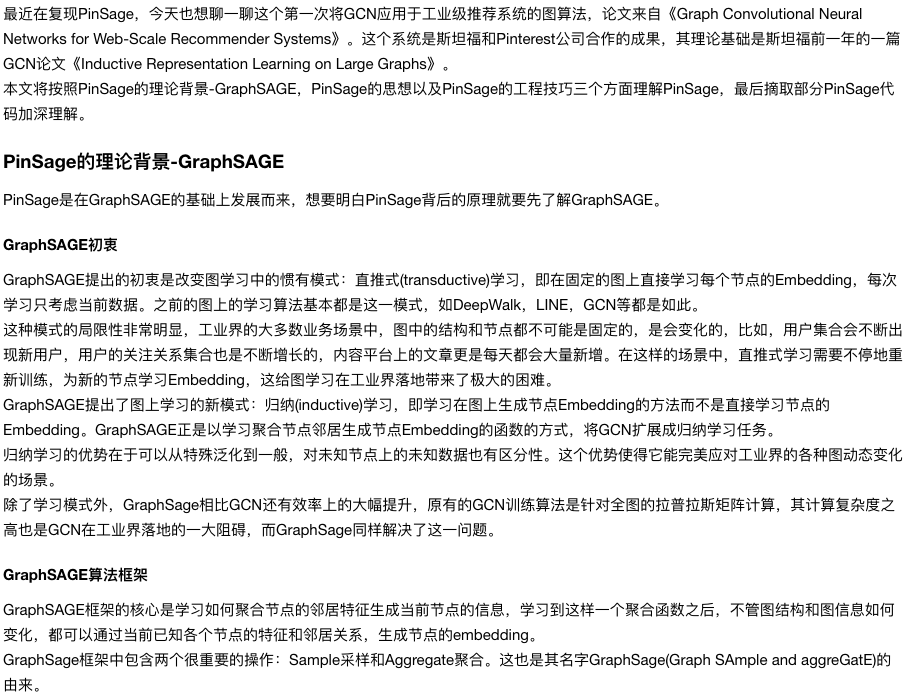 最近在复现PinSage，今天也想聊一聊这个第一次将GCN应用于工业级推荐系统的图算法，论文来自《Graph Convolutional Neural
Networks for Web-Scale Recommender Systems》。这个系统是斯坦福和Pinterest公司合作的成果，其理论基础是斯坦福前一年的一篇
GCN论文《Inductive Representation Learning on Large Graphs》。
本文将按照PinSage的理论背景-GraphSAGE，PinSage的思想以及PinSage的工程技巧三个方面理解PinSage，最后摘取部分PinSage代
码加深理解。
PinSage的理论背景-GraphSAGE
PinSage是在GraphSAGE的基础上发展而来，想要明白PinSage背后的原理就要先了解GraphSAGE。
GraphSAGE初衷
GraphSAGE提出的初衷是改变图学习中的惯有模式：直推式(transductive)学习，即在固定的图上直接学习每个节点的Embedding，每次
学习只考虑当前数据。之前的图上的学习算法基本都是这一模式，如DeepWalk，LINE，GCN等都是如此。
这种模式的局限性非常明显，工业界的大多数业务场景中，图中的结构和节点都不可能是固定的，是会变化的，比如，用户集合会不断出
现新用户，用户的关注关系集合也是不断增长的，内容平台上的文章更是每天都会大量新增。在这样的场景中，直推式学习需要不停地重
新训练，为新的节点学习Embedding，这给图学习在工业界落地带来了极大的困难。
GraphSAGE提出了图上学习的新模式：归纳(inductive)学习，即学习在图上生成节点Embedding的方法而不是直接学习节点的
Embedding。GraphSAGE正是以学习聚合节点邻居生成节点Embedding的函数的方式，将GCN扩展成归纳学习任务。
归纳学习的优势在于可以从特殊泛化到一般，对未知节点上的未知数据也有区分性。这个优势使得它能完美应对工业界的各种图动态变化
的场景。
除了学习模式外，GraphSage相比GCN还有效率上的大幅提升，原有的GCN训练算法是针对全图的拉普拉斯矩阵计算，其计算复杂度之
高也是GCN在工业界落地的一大阻碍，而GraphSage同样解决了这一问题。
GraphSAGE算法框架
GraphSAGE框架的核心是学习如何聚合节点的邻居特征生成当前节点的信息，学习到这样一个聚合函数之后，不管图结构和图信息如何
变化，都可以通过当前已知各个节点的特征和邻居关系，生成节点的embedding。
GraphSage框架中包含两个很重要的操作：Sample采样和Aggregate聚合。这也是其名字GraphSage(Graph SAmple and aggreGatE)的
由来。